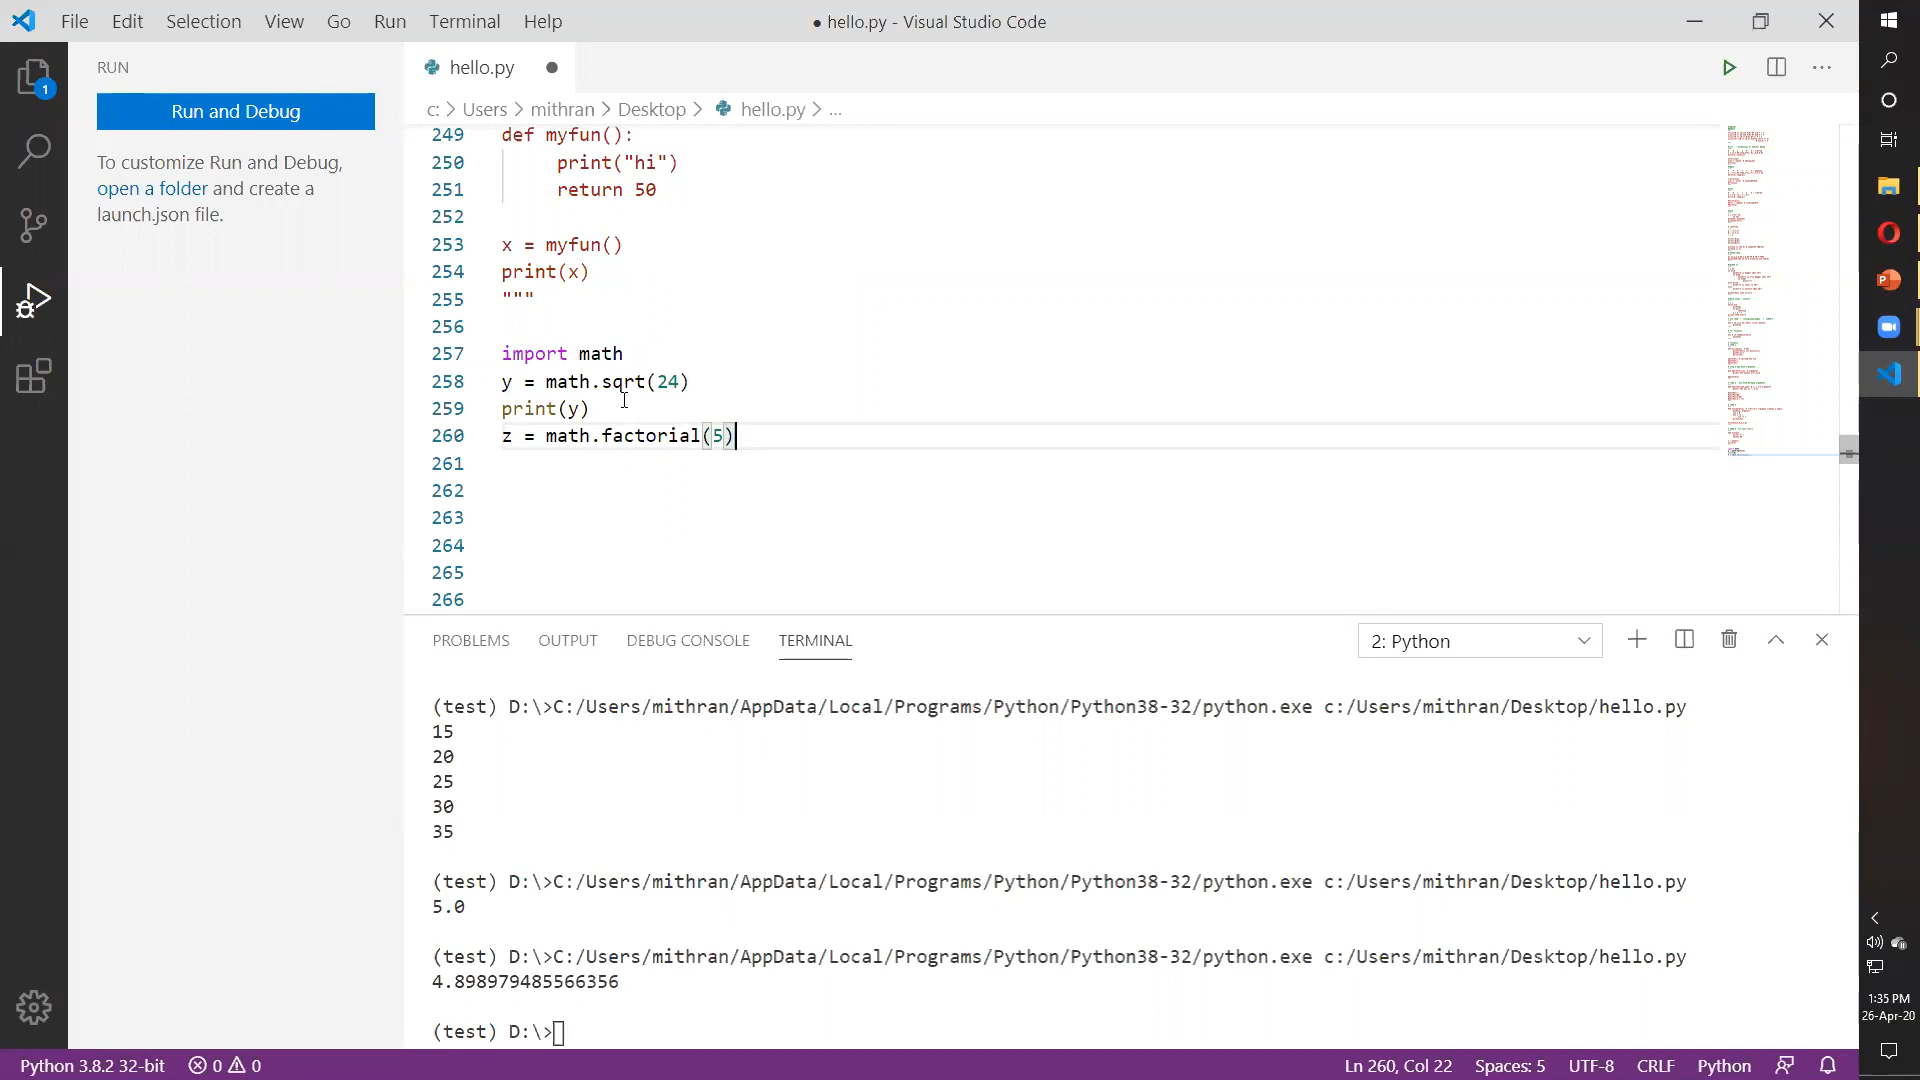 File Edit Selection View Go Run Terminal Help
● hello.py - Visual Studio Code
1
RUN
Run and Debug
To customize Run and Debug,
open a folder and create a
launch.json file.
hello.py
c: > Users > mithran > Desktop > hello.py > ...
249 def myfun():
250 print("hi")
251 return 50
252
253 x = myfun()
254 print(x)
255 """
256
257 import math
258 y = math.sqrt(24)
259 print(y)
260 z = math.factorial(5)
261
262
263
264
265
266
PROBLEMS OUTPUT DEBUG CONSOLE TERMINAL
2: Python
(test) D:\>C:/Users/mithran/AppData/Local/Programs/Python/Python38-32/python.exe c:/Users/mithran/Desktop/hello.py
15
20
25
30
35
(test) D:\>C:/Users/mithran/AppData/Local/Programs/Python/Python38-32/python.exe c:/Users/mithran/Desktop/hello.py
5.0
(test) D:\>C:/Users/mithran/AppData/Local/Programs/Python/Python38-32/python.exe c:/Users/mithran/Desktop/hello.py
4.898979485566356
(test) D:\>
Python 3.8.2 32-bit 0 0
Ln 260, Col 22 Spaces: 5 UTF-8 CRLF Python
1:35 PM
26-Apr-20